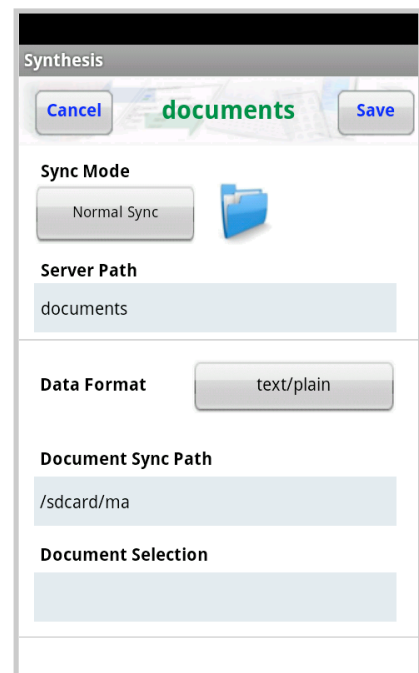 Synthesis
Cancel documents Save
Sync Mode
Normal Sync
Server Path
documents
Data Format text/plain
Document Sync Path
/sdcard/ma
Document Selection